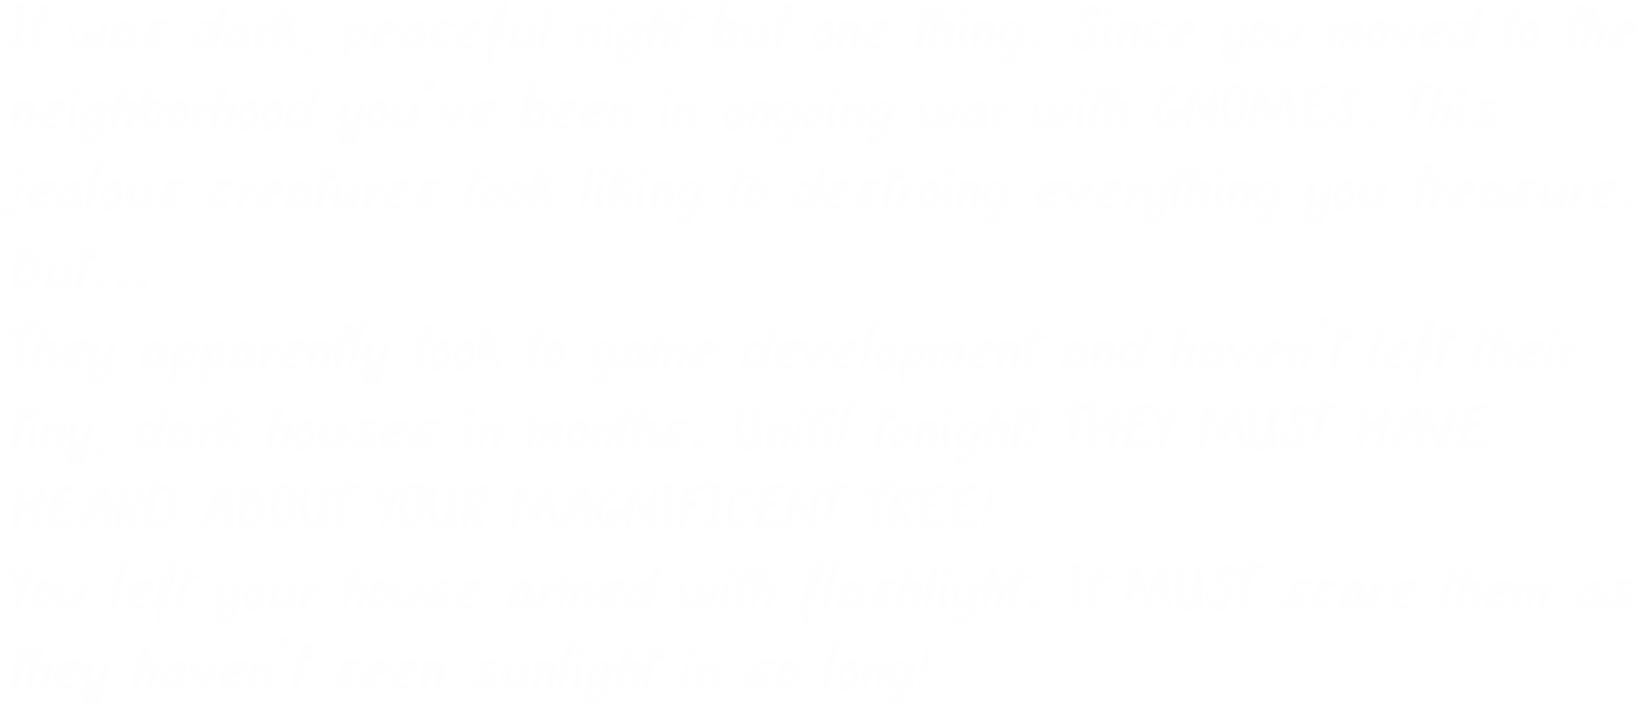 It was dark, peaceful night but one thing. Since you moved to the
neighborhood you've been in ongoing war with GNOMES. This
jealous creatures took liking to destroing everything you treasure.
But...
They apparently took to game development and haven't left their
tiny, dark houses in months. Until tonight! THEY MUST HAVE
HEARD ABOUT YOUR MAGNIFICENT TREE!
You left your house armed with flashlight. It MUST scare them as
they haven't seen sunlight in so long!